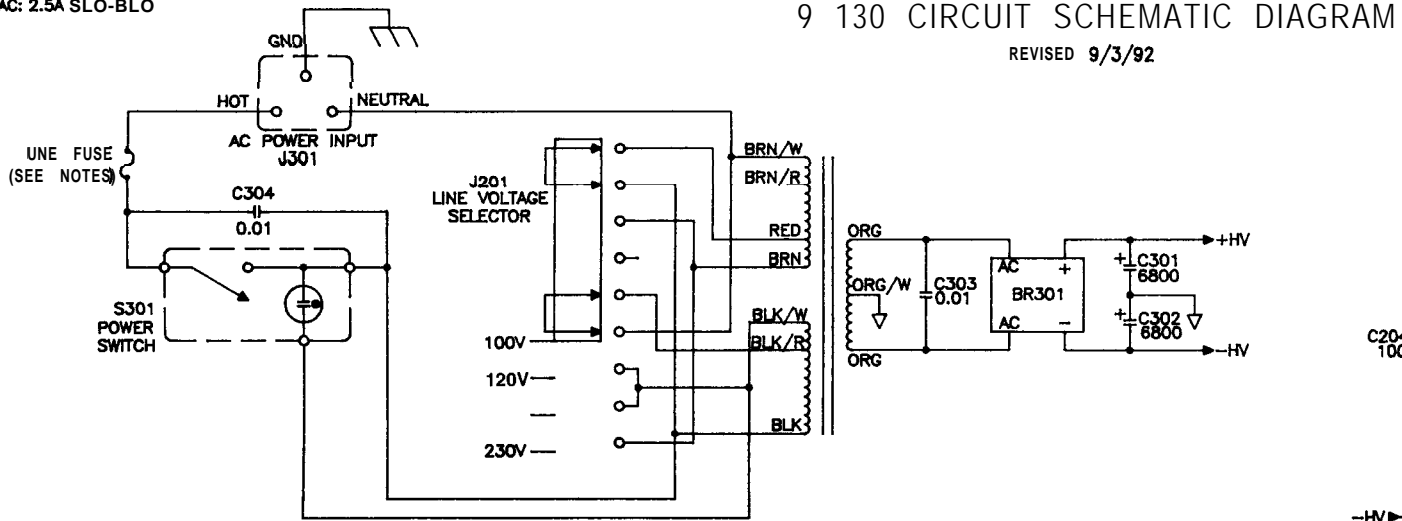 AC: 2.5A SLO-BLO
9 130 CIRCUIT SCHEMATIC DIAGRAM
REVISED 9/3/92
GND
HOT
NEUTRAL
AC POWER INPUT
J301
UNE FUSE
(SEE NOTES)
C304
0.01
S301
POWER
SWITCH
J201
LINE VOLTAGE
SELECTOR
100V
120V
230V
BRN/W
BRN/R
RED
BRN
BLK/W
BLK/R
BLK
ORG
ORG/W
ORG
C303
0.01
AC +
BR301
AC -
+ C301
6800
+ C302
6800
+HV
-HV
C204
100
-HV